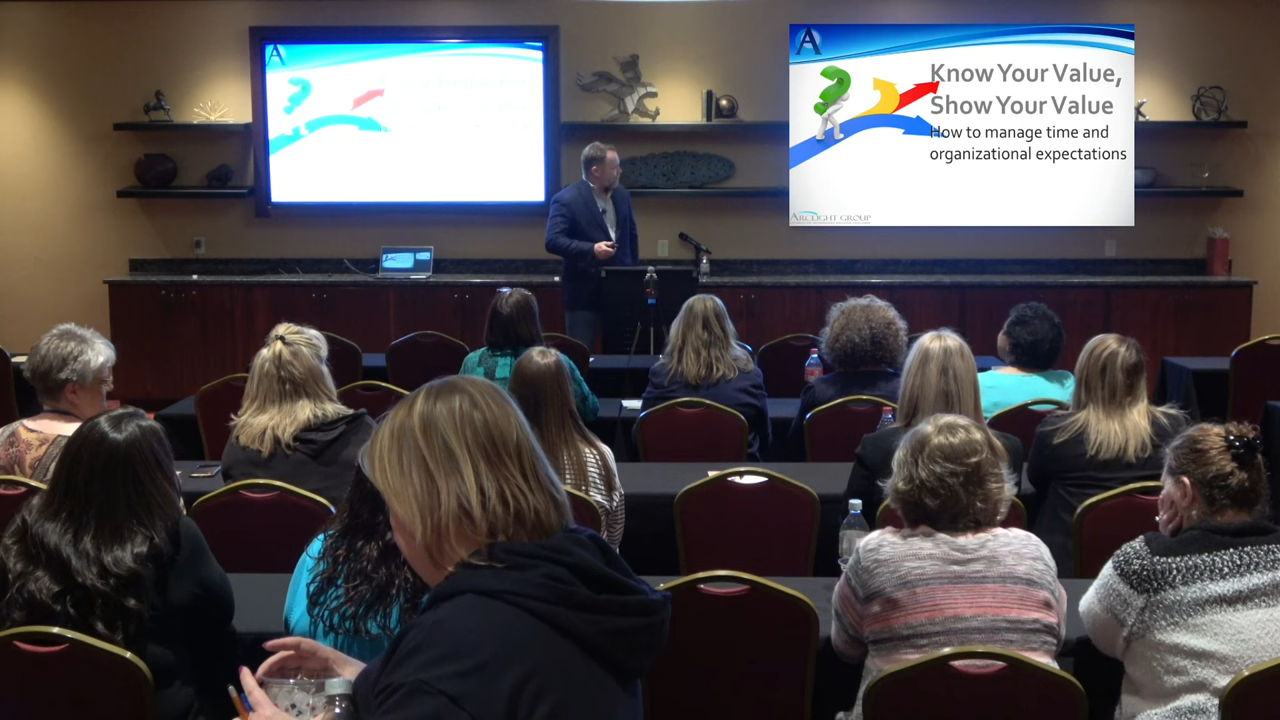 A
A
Know Your Value,
Show Your Value
How to manage time and
organizational expectations
ARCLIGHT GROUP